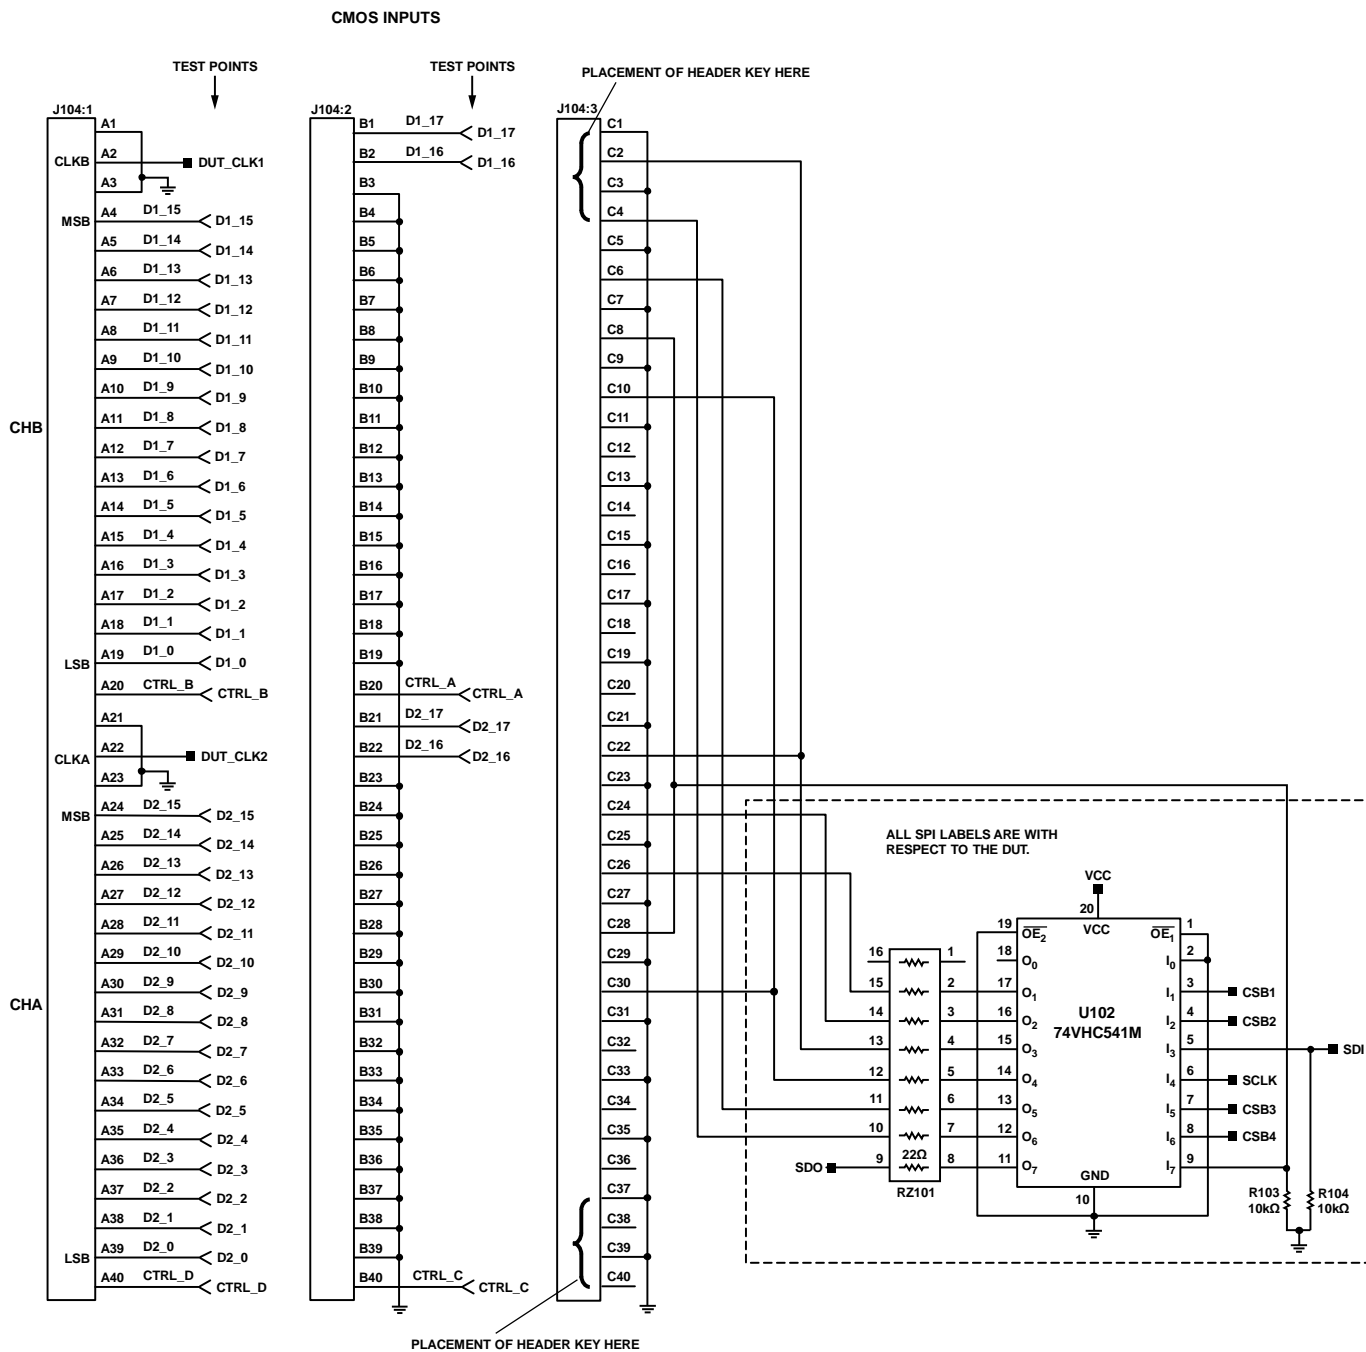 CMOS INPUTS
TEST POINTS
TEST POINTS
PLACEMENT OF HEADER KEY HERE
J104:1
J104:2
J104:3
CHB
CHA
A1
CLKB A2 DUT_CLK1
A3
MSB A4 D1_15 D1_15
A5 D1_14 D1_14
A6 D1_13 D1_13
A7 D1_12 D1_12
A8 D1_11 D1_11
A9 D1_10 D1_10
A10 D1_9 D1_9
A11 D1_8 D1_8
A12 D1_7 D1_7
A13 D1_6 D1_6
A14 D1_5 D1_5
A15 D1_4 D1_4
A16 D1_3 D1_3
A17 D1_2 D1_2
A18 D1_1 D1_1
LSB A19 D1_0 D1_0
A20 CTRL_B CTRL_B
A21
CLKA A22 DUT_CLK2
A23
MSB A24 D2_15 D2_15
A25 D2_14 D2_14
A26 D2_13 D2_13
A27 D2_12 D2_12
A28 D2_11 D2_11
A29 D2_10 D2_10
A30 D2_9 D2_9
A31 D2_8 D2_8
A32 D2_7 D2_7
A33 D2_6 D2_6
A34 D2_5 D2_5
A35 D2_4 D2_4
A36 D2_3 D2_3
A37 D2_2 D2_2
A38 D2_1 D2_1
LSB A39 D2_0 D2_0
A40 CTRL_D CTRL_D
B1 D1_17 D1_17
B2 D1_16 D1_16
B3
B4
B5
B6
B7
B8
B9
B10
B11
B12
B13
B14
B15
B16
B17
B18
B19
B20 CTRL_A CTRL_A
B21 D2_17 D2_17
B22 D2_16 D2_16
B23
B24
B25
B26
B27
B28
B29
B30
B31
B32
B33
B34
B35
B36
B37
B38
B39
B40 CTRL_C CTRL_C
C1
C2
C3
C4
C5
C6
C7
C8
C9
C10
C11
C12
C13
C14
C15
C16
C17
C18
C19
C20
C21
C22
C23
C24
C25
C26
C27
C28
C29
C30
C31
C32
C33
C34
C35
C36
C37
C38
C39
C40
PLACEMENT OF HEADER KEY HERE
ALL SPI LABELS ARE WITH
RESPECT TO THE DUT.
VCC
20
VCC
19 OE2 OE1 1
16 1 18 O0 I0 2
15 2 17 O1 I1 3 CSB1
14 3 16 O2 I2 4 CSB2
U102
74VHC541M
13 4 15 O3 I3 5 SDI
12 5 14 O4 I4 6 SCLK
11 6 13 O5 I5 7 CSB3
10 7 12 O6 I6 8 CSB4
22Ω
SDO 9 8 11 O7 I7 9
RZ101
GND
10
R103
10kΩ
R104
10kΩ